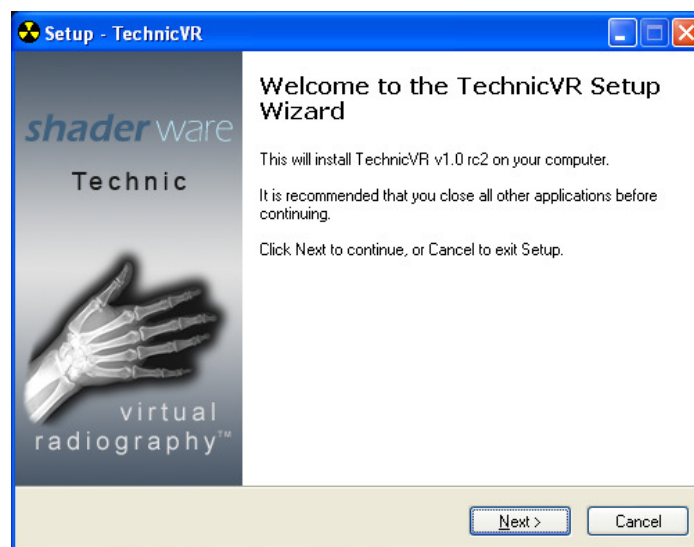 Setup - TechnicVR
shaderware
Technic
virtual
radiography™
Welcome to the TechnicVR Setup
Wizard
This will install TechnicVR v1.0 rc2 on your computer.
It is recommended that you close all other applications before
continuing.
Click Next to continue, or Cancel to exit Setup.
Next >
Cancel